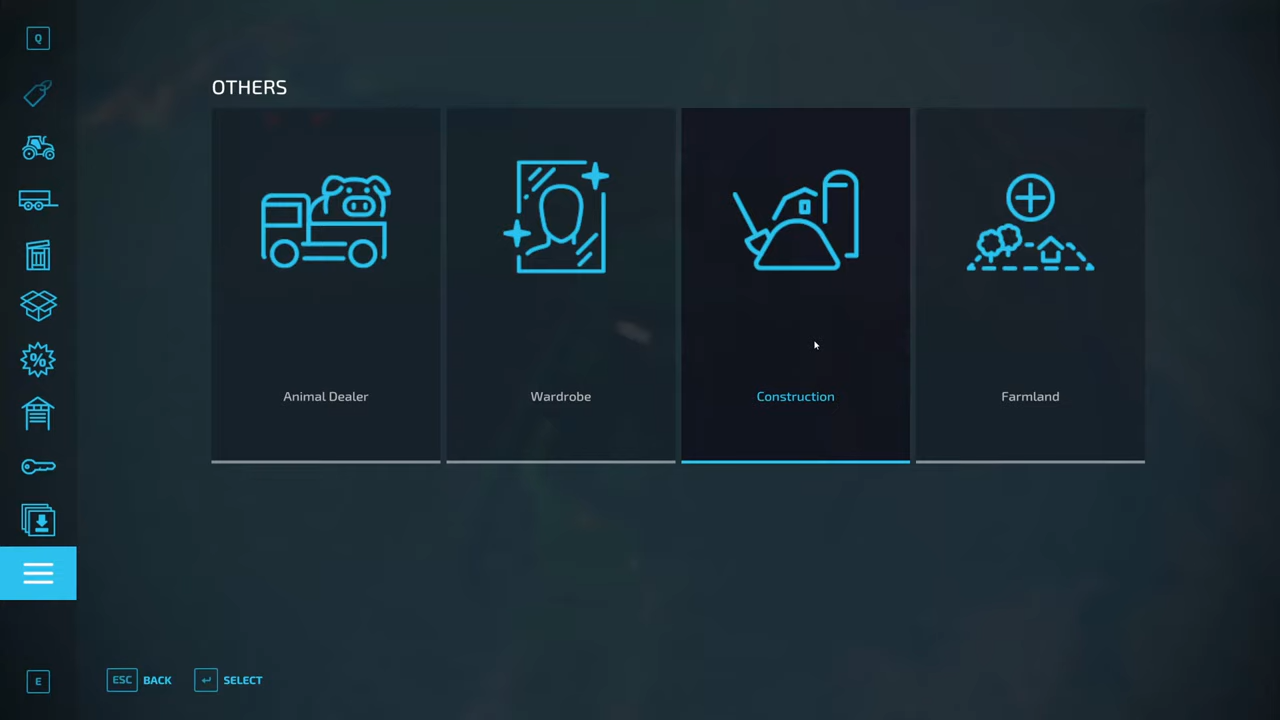 Q
OTHERS
%
Animal Dealer
Wardrobe
Construction
Farmland
E
ESC BACK
SELECT